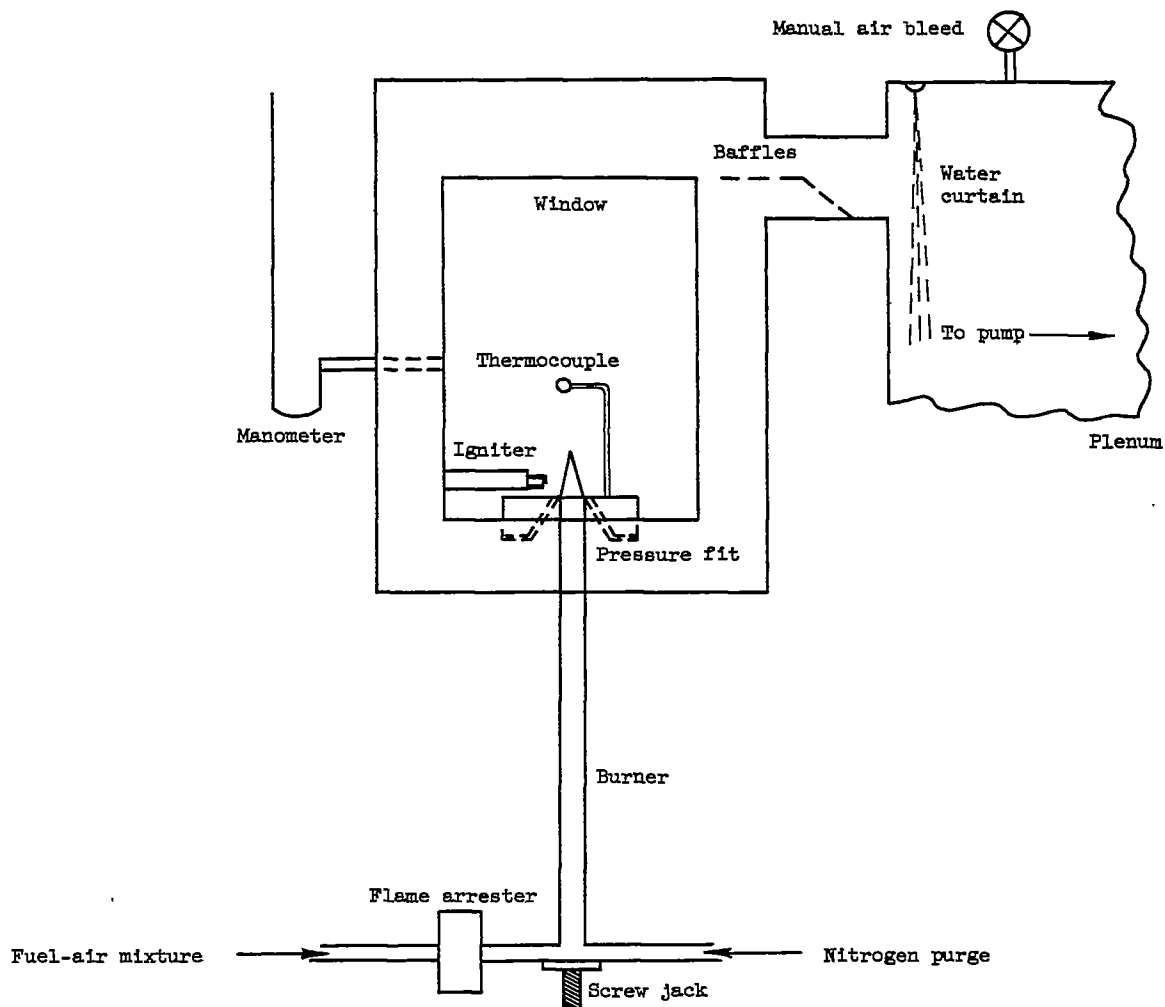 Manual air bleed
Baffles
Water
curtain
Window
To pump
Thermocouple
Manometer
Plenum
Igniter
Pressure fit
Burner
Flame arrester
Fuel-air mixture
Nitrogen purge
Screw jack